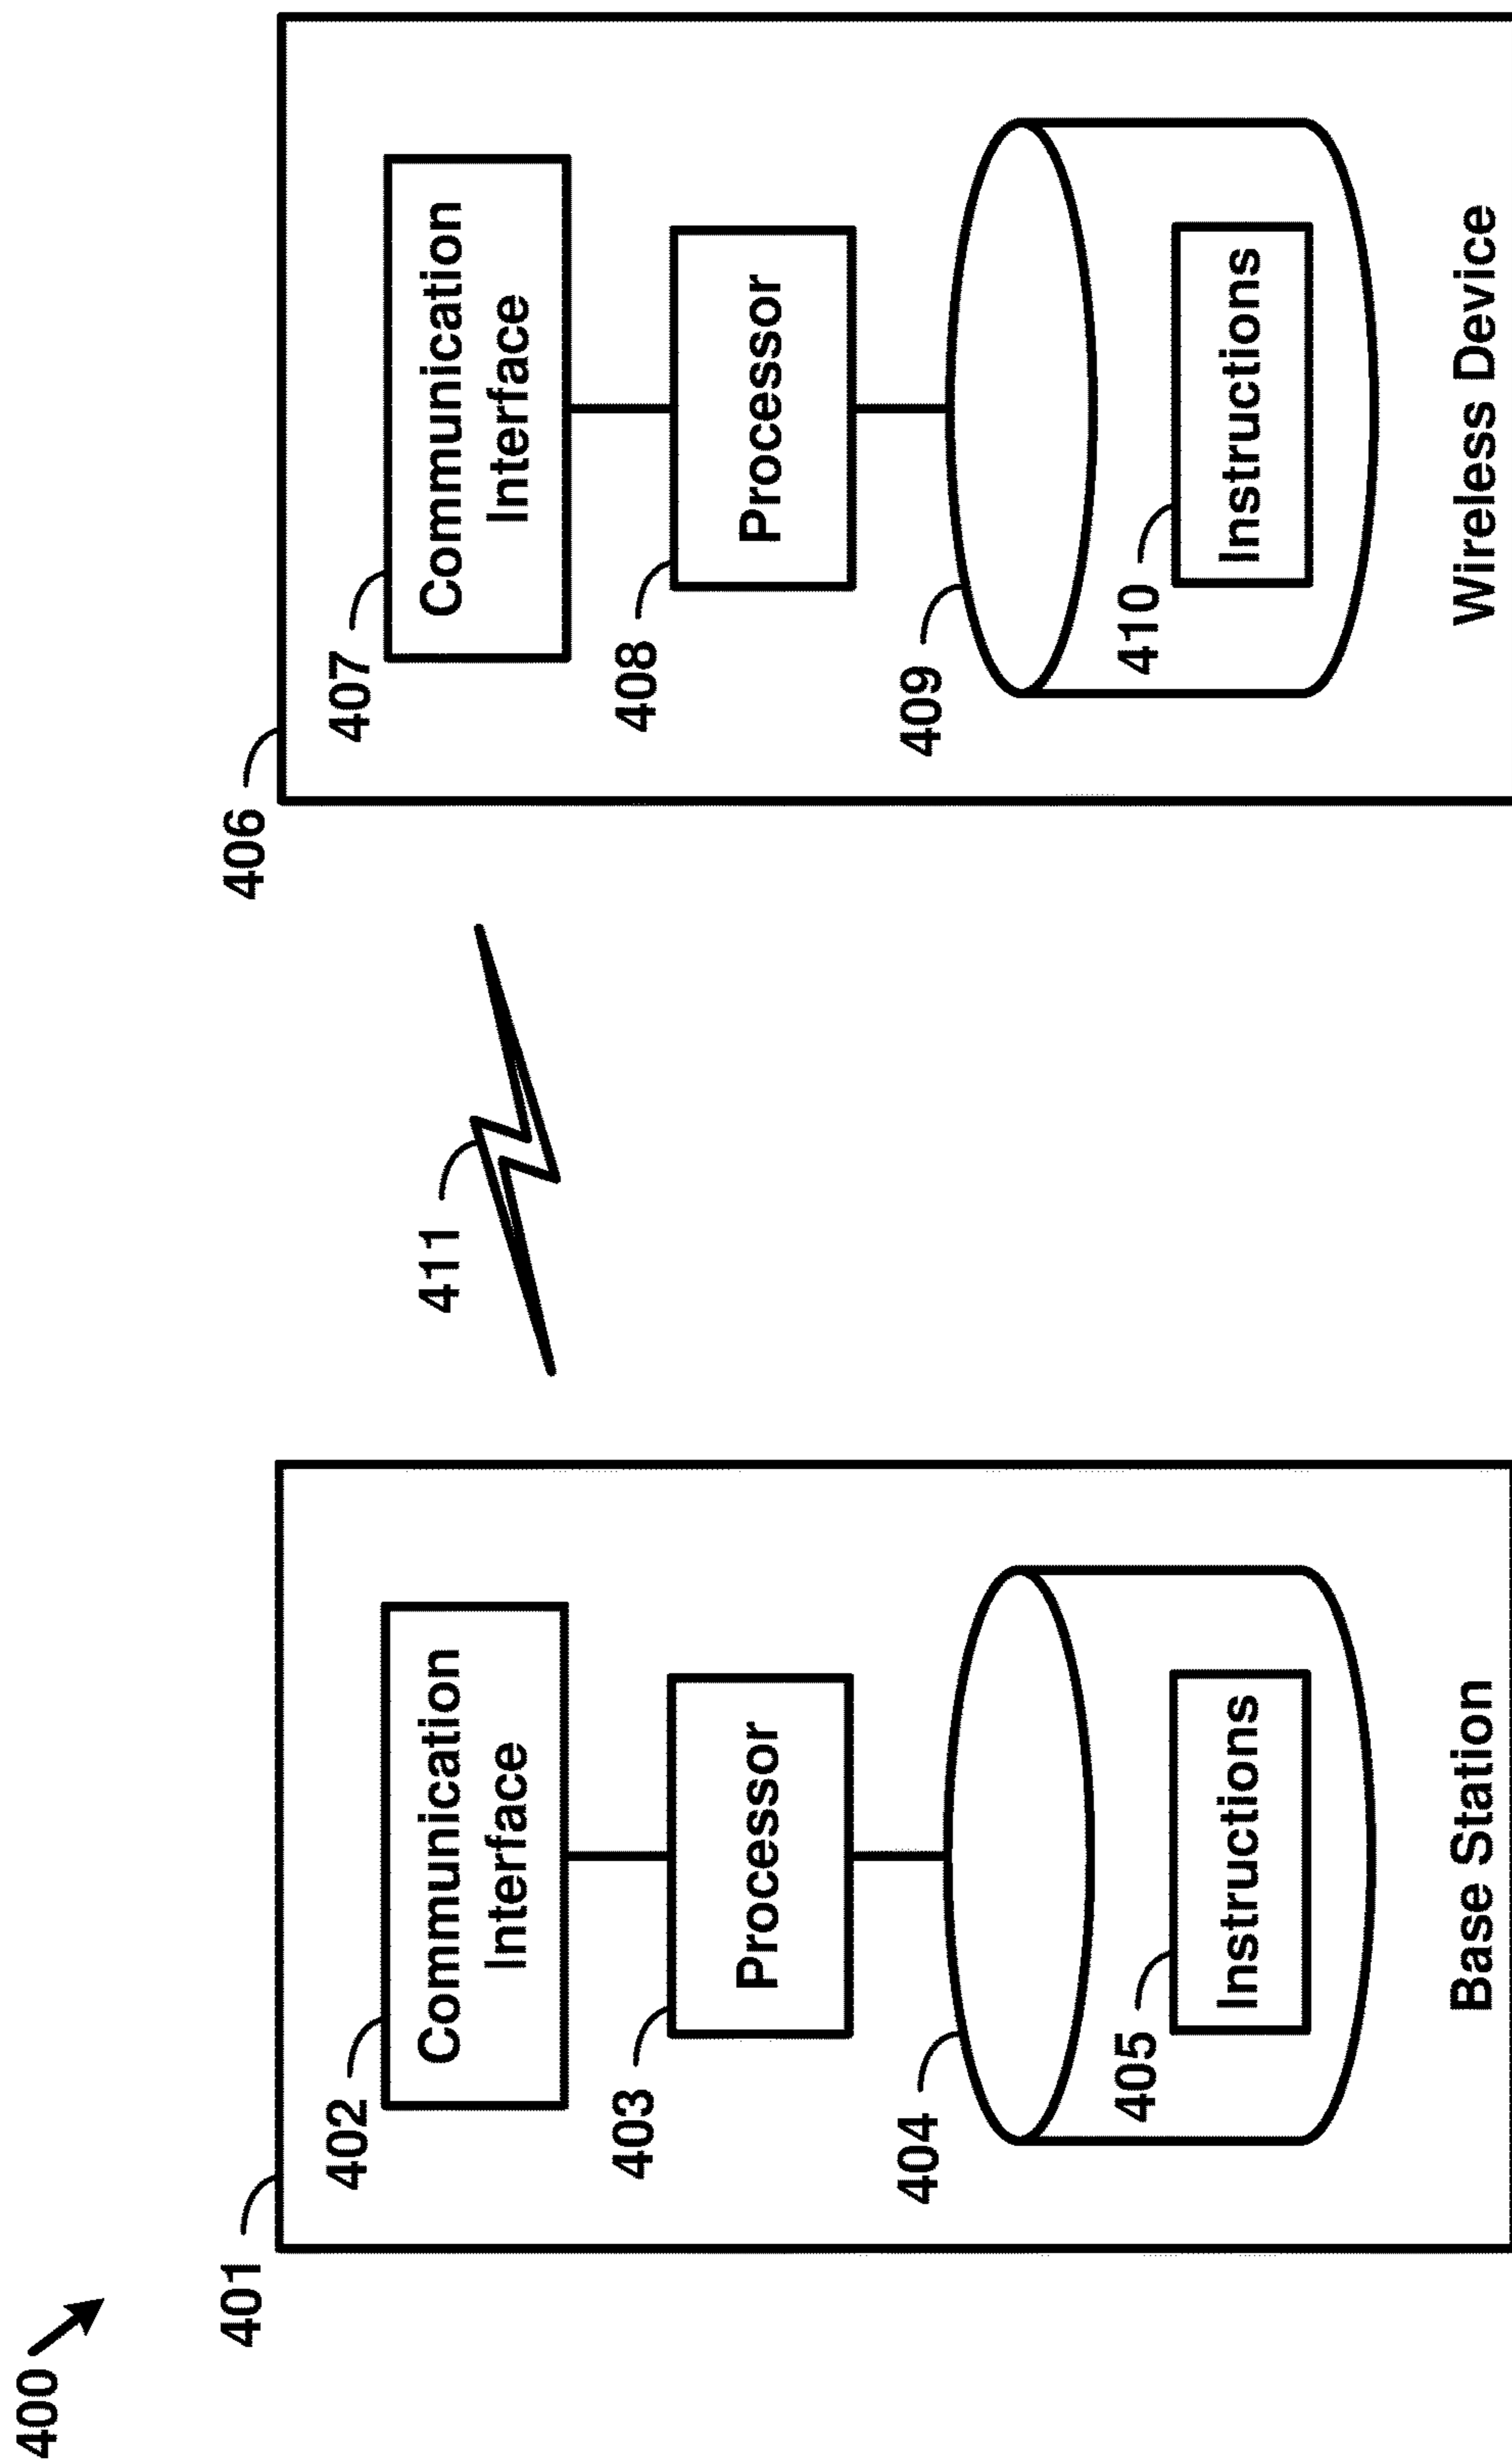 400
401
402
Communication
Interface
403
Processor
404
405
Instructions
Base Station
411
406
407
Communication
Interface
408
Processor
409
410
Instructions
Wireless Device